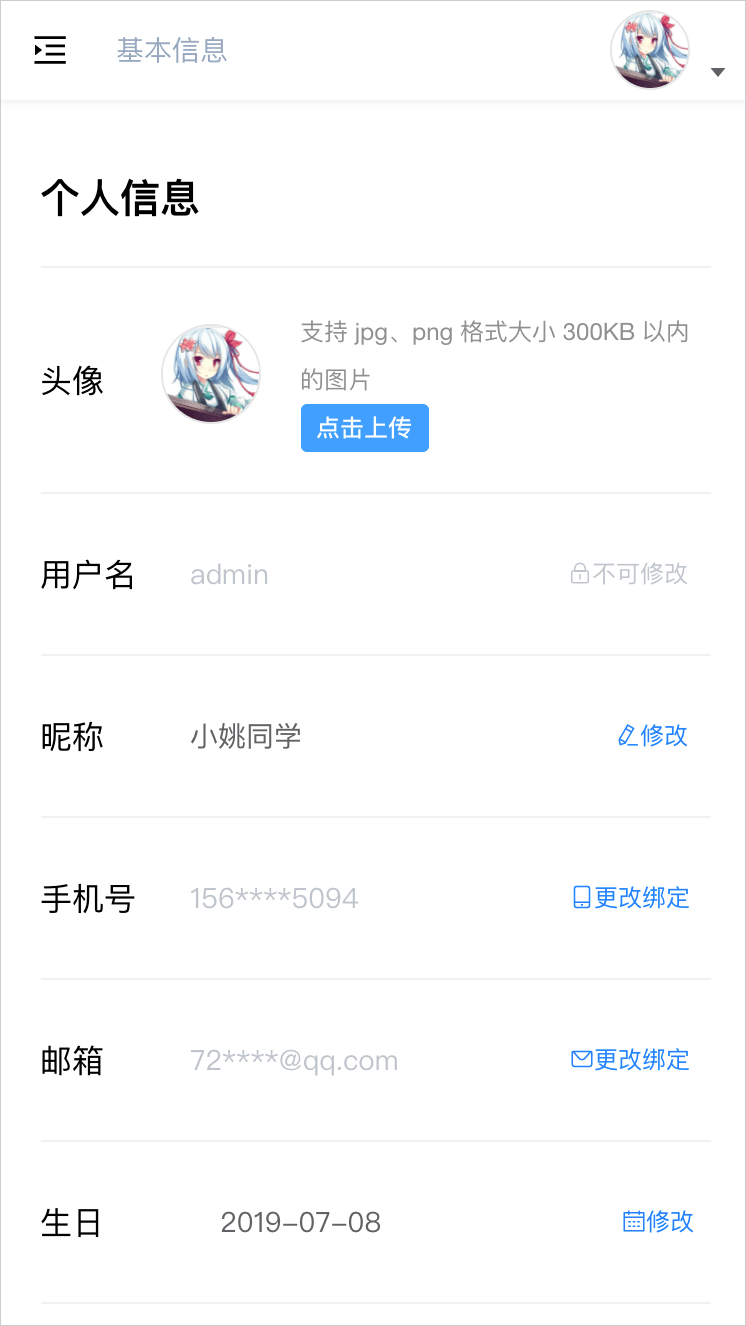 基本信息
个人信息
头像
支持 jpg、png 格式大小 300KB 以内
的图片
点击上传
用户名 admin 不可修改
昵称 小姚同学 修改
手机号 156****5094 更改绑定
邮箱 72****@qq.com 更改绑定
生日 2019-07-08 修改